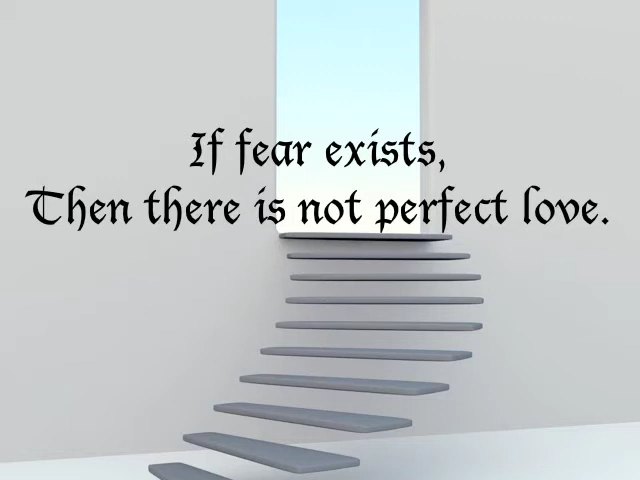 If fear exists,
Then there is not perfect love.